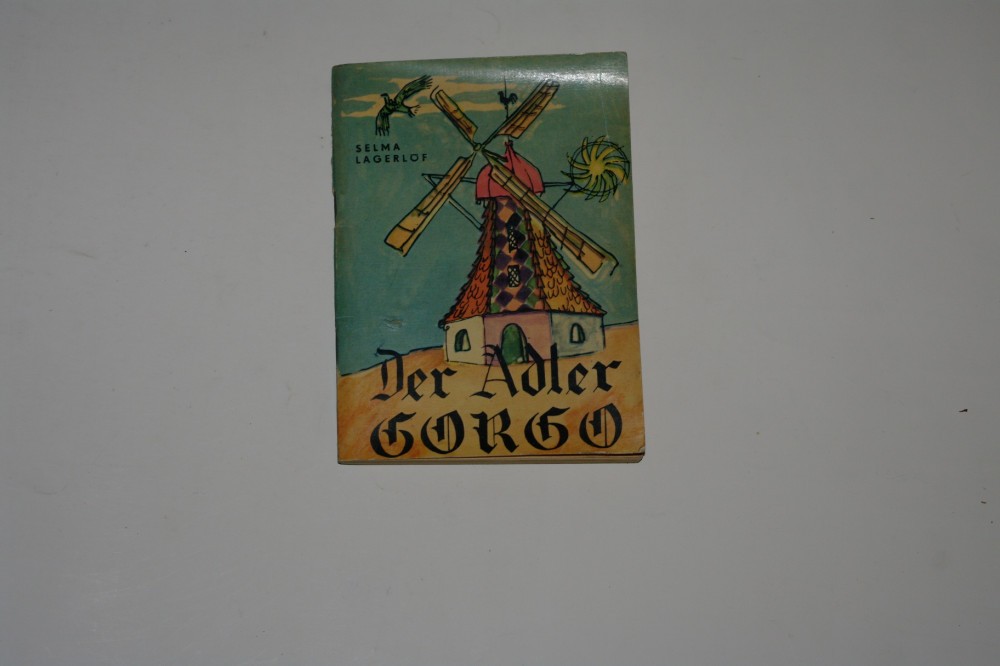 SELMA
LAGERLÖF
Der Adler
GORGO